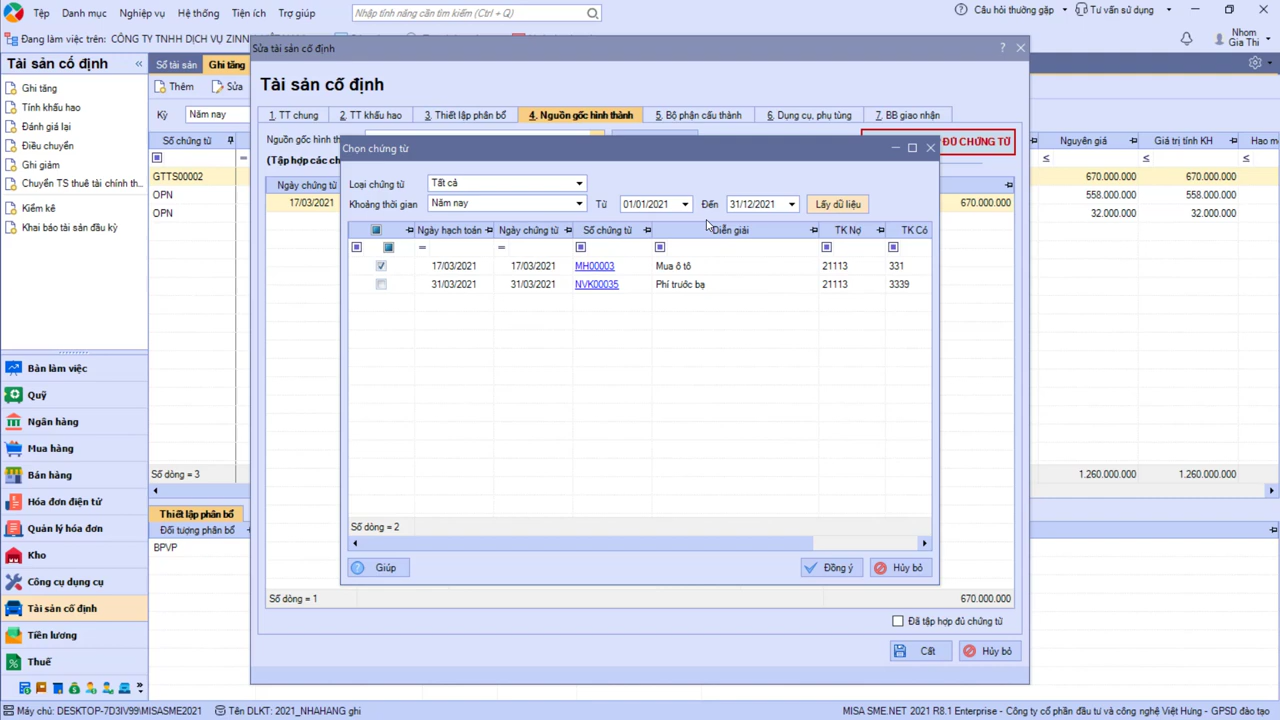 Tệp Danh mục Nghiệp vụ Hệ thống Tiện ích Trợ giúp Nhập tính năng cần tìm kiếm (Ctrl + Q) Câu hỏi thường gặp Tư vấn sử dụng
Đang làm việc trên: CÔNG TY TNHH DỊCH VỤ ZINN Nhom Gia Thi
Tài sản cố định « Sổ tài sản Ghi tăng
Sửa tài sản cố định ?
Ghi tăng Thêm Sửa
Tài sản cố định
Tính khấu hao
Đánh giá lại
Điều chuyển
Ghi giảm
Chuyển TS thuê tài chính th...
Kiểm kê
Khai báo tài sản đầu kỳ
Kỳ Năm nay
1. TT chung 2. TT khấu hao 3. Thiết lập phân bổ 4. Nguồn gốc hình thành 5. Bộ phận cấu thành 6. Dụng cụ, phụ tùng 7. BB giao nhận
Nguồn gốc hình th ĐỦ CHỨNG TỪ
(Tập hợp các ch
Số chứng từ Nguyên giá Giá trị tính KH Hao mò
= ≤ ≤ ≤
GTTS00002 670.000.000 670.000.000
OPN 558.000.000 558.000.000
OPN 32.000.000 32.000.000
Ngày chứng từ
17/03/2021 670.000.000
Chọn chứng từ
Loại chứng từ Tất cả
Khoảng thời gian Năm nay Từ 01/01/2021 Đến 31/12/2021 Lấy dữ liệu
Ngày hạch toán Ngày chứng từ Số chứng từ Diễn giải TK Nợ TK Có
= =
17/03/2021 17/03/2021 MH00003 Mua ô tô 21113 331
31/03/2021 31/03/2021 NVK00035 Phí trước bạ 21113 3339
Số dòng = 2
Giúp Đồng ý Hủy bỏ
Số dòng = 1 670.000.000
Đã tập hợp đủ chứng từ
Cất Hủy bỏ
Số dòng = 3 1.260.000.000 1.260.000.000
Thiết lập phân bổ
Đối tượng phân bổ
BPVP
Bàn làm việc
Quỹ
Ngân hàng
Mua hàng
Bán hàng
Hóa đơn điện tử
Quản lý hóa đơn
Kho
Công cụ dụng cụ
Tài sản cố định
Tiền lương
Thuế
Máy chủ: DESKTOP-7D3IV99\MISASME2021 Tên DLKT: 2021_NHAHANG ghi MISA SME.NET 2021 R8.1 Enterprise - Công ty cổ phần đầu tư và công nghệ Việt Hưng - GPSD đào tạo